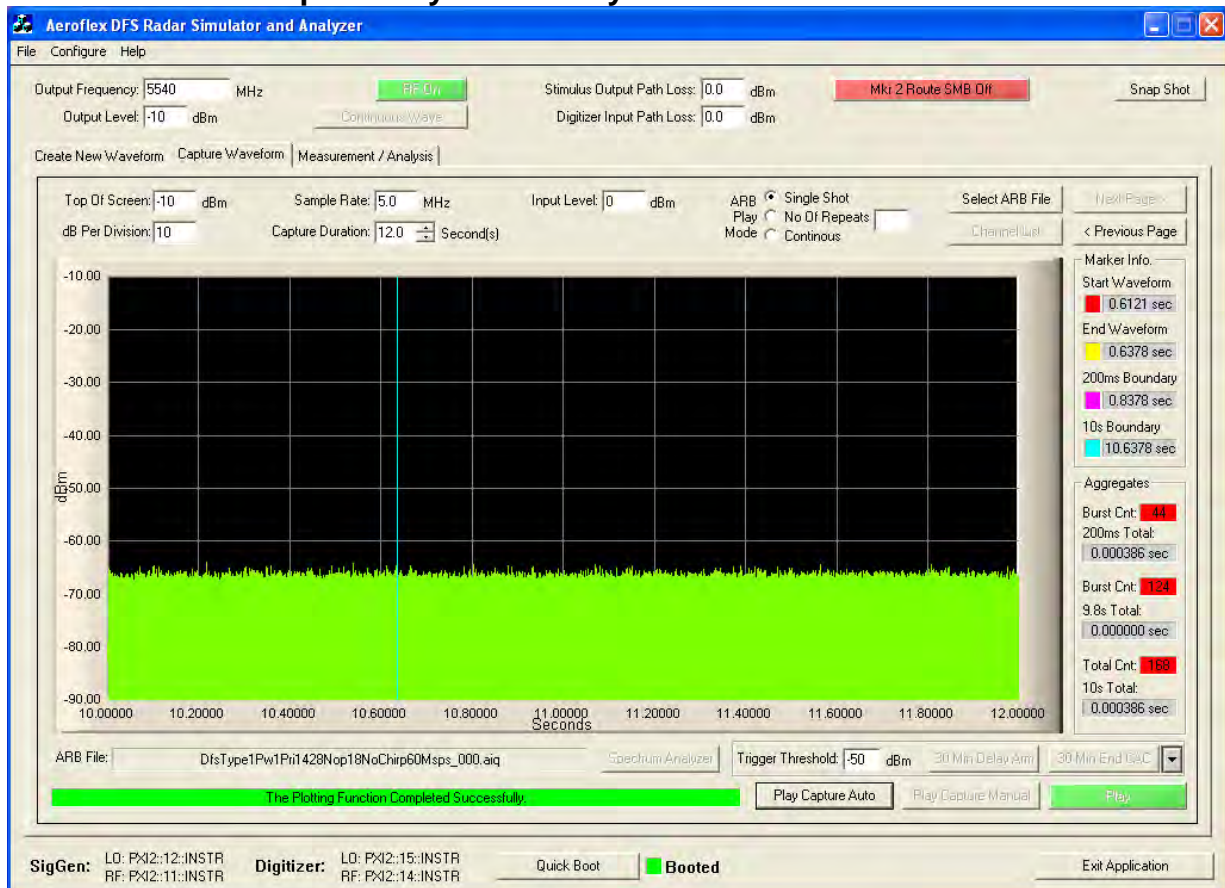 Aeroflex DFS Radar Simulator and Analyzer
File Configure Help
Output Frequency: 5540 MHz
RF On
Stimulus Output Path Loss: 0.0 dBm
Mkr 2 Route SMB Off
Snap Shot
Output Level: -10 dBm
Continuous Wave
Digitizer Input Path Loss: 0.0 dBm
Create New Waveform Capture Waveform Measurement / Analysis
Top Of Screen: -10 dBm
Sample Rate: 5.0 MHz
Input Level: 0 dBm
ARB Play Mode
Single Shot
No Of Repeats
Continous
Select ARB File
Next Page >
dB Per Division: 10
Capture Duration: 12.0 Second(s)
Channel List
< Previous Page
Marker Info.
Start Waveform
0.6121 sec
End Waveform
0.6378 sec
200ms Boundary
0.8378 sec
10s Boundary
10.6378 sec
Aggregates
Burst Cnt: 44
200ms Total:
0.000386 sec
Burst Cnt: 124
9.8s Total:
0.000000 sec
Total Cnt: 168
10s Total:
0.000386 sec
-10.00
-20.00
-30.00
-40.00
-50.00
-60.00
-70.00
-80.00
-90.00
dBm
10.00000 10.20000 10.40000 10.60000 10.80000 11.00000 11.20000 11.40000 11.60000 11.80000 12.00000
Seconds
ARB File: DfsType1Pw1Pri1428Nop18NoChirp60Msps_000.aiq
Spectrum Analyzer
Trigger Threshold: -50 dBm
30 Min Delay Arm
30 Min End CAC
The Plotting Function Completed Successfully.
Play Capture Auto
Play Capture Manual
Play
SigGen: LO: PXI2::12::INSTR
RF: PXI2::11::INSTR
Digitizer: LO: PXI2::15::INSTR
RF: PXI2::14::INSTR
Quick Boot
Booted
Exit Application